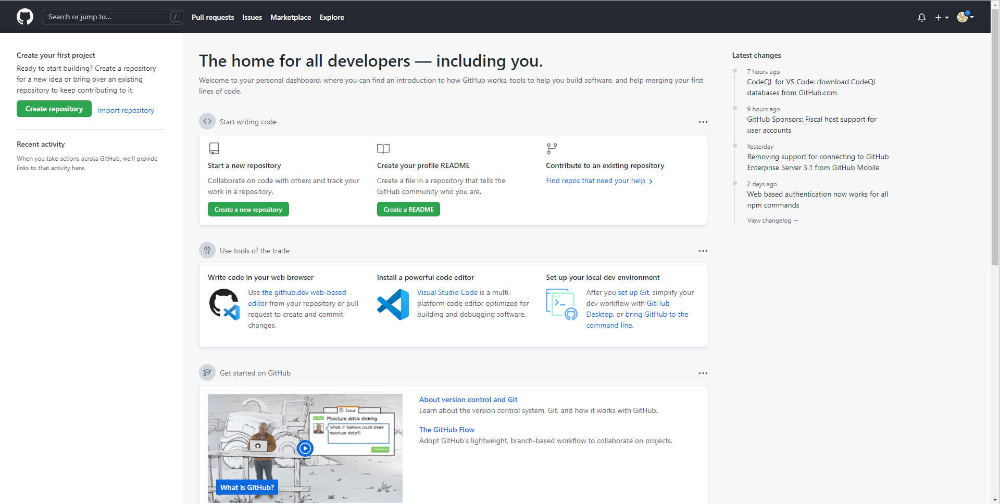 Search or jump to...
/
Pull requests
Issues
Marketplace
Explore
Create your first project
Ready to start building? Create a repository
for a new idea or bring over an existing
repository to keep contributing to it.
Create repository
Import repository
Recent activity
When you take actions across GitHub, we'll provide
links to that activity here.
The home for all developers — including you.
Welcome to your personal dashboard, where you can find an introduction to how GitHub works, tools to help you build software, and help merging your first
lines of code.
Start writing code
Start a new repository
Collaborate on code with others and track your
work in a repository.
Create a new repository
Create your profile README
Create a file in a repository that tells the
GitHub community who you are.
Create a README
Contribute to an existing repository
Find repos that need your help
Use tools of the trade
Write code in your web browser
Use the github.dev web-based
editor from your repository or pull
request to create and commit
changes.
Install a powerful code editor
Visual Studio Code is a multi-
platform code editor optimized for
building and debugging software.
Set up your local dev environment
After you set up Git, simplify your
dev workflow with GitHub
Desktop, or bring GitHub to the
command line.
Get started on GitHub
Issue
Moisture data sharing
What if farmers could share
moisture data?!
Comment
What is GitHub?
About version control and Git
Learn about the version control system, Git, and how it works with GitHub.
The GitHub Flow
Adopt GitHub's lightweight, branch-based workflow to collaborate on projects.
Latest changes
7 hours ago
CodeQL for VS Code: download CodeQL
databases from GitHub.com
9 hours ago
GitHub Sponsors: Fiscal host support for
user accounts
Yesterday
Removing support for connecting to GitHub
Enterprise Server 3.1 from GitHub Mobile
2 days ago
Web based authentication now works for all
npm commands
View changelog →